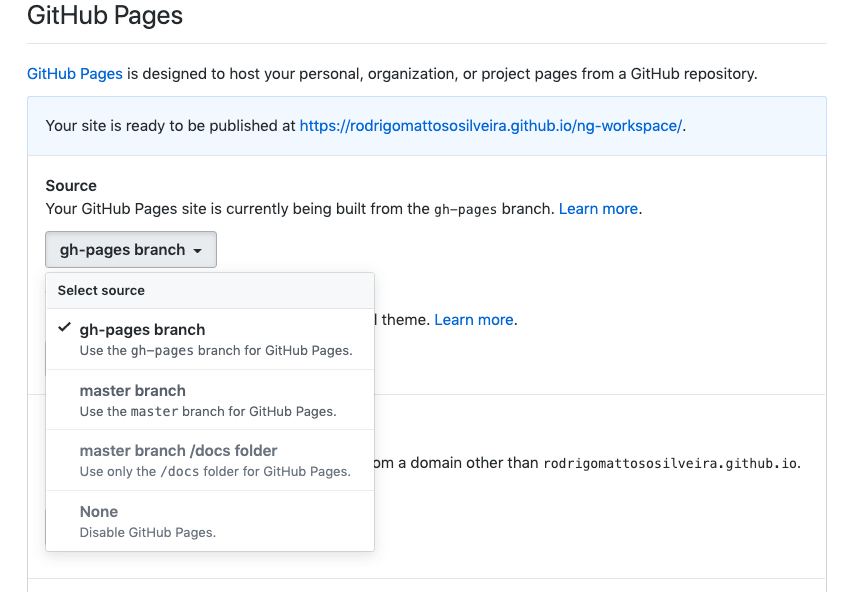 GitHub Pages
GitHub Pages is designed to host your personal, organization, or project pages from a GitHub repository.
Your site is ready to be published at https://rodrigomattososilveira.github.io/ng-workspace/.
Source
Your GitHub Pages site is currently being built from the gh-pages branch. Learn more.
gh-pages branch
Select source
gh-pages branch
Use the gh-pages branch for GitHub Pages.
theme. Learn more.
master branch
Use the master branch for GitHub Pages.
master branch /docs folder
Use only the /docs folder for GitHub Pages.
om a domain other than rodrigomattososilveira.github.io.
None
Disable GitHub Pages.